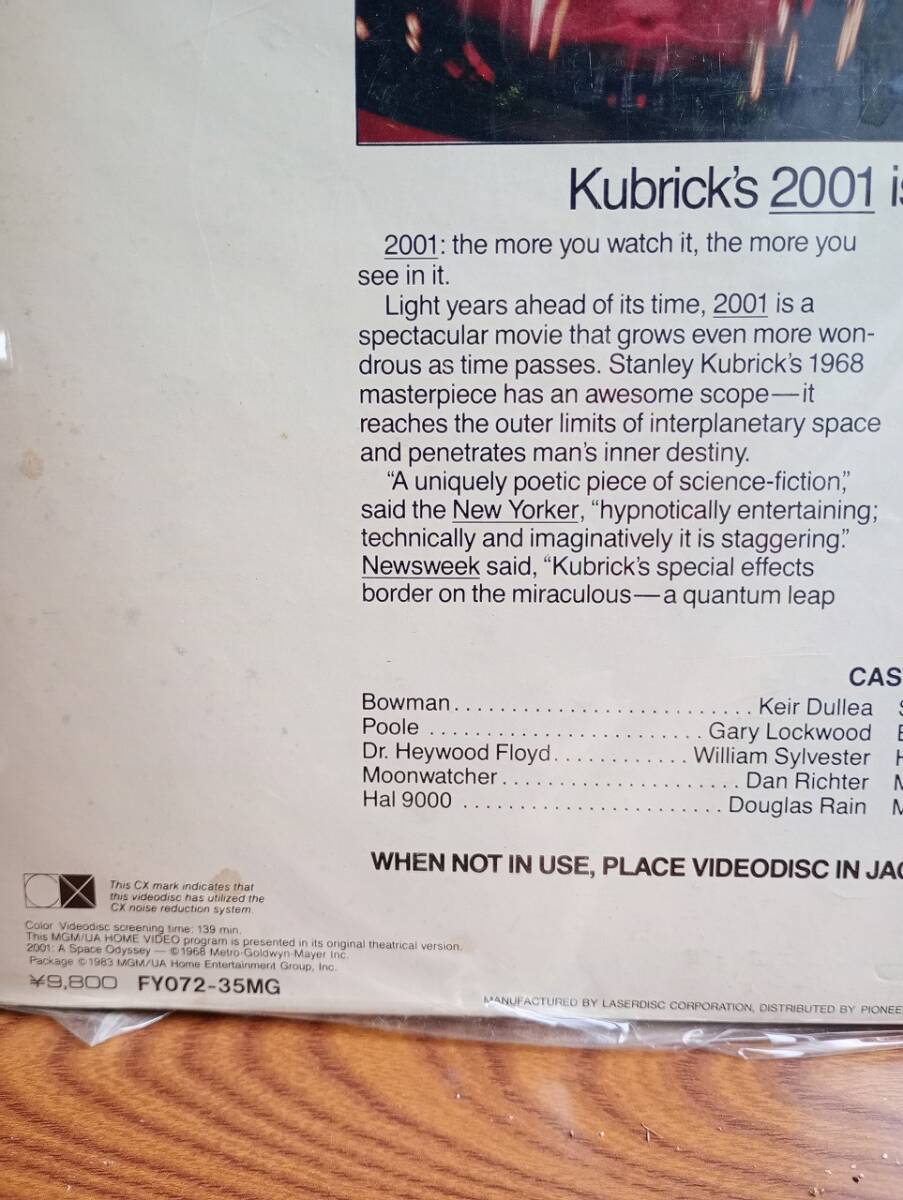 Kubrick's 2001 is
2001: the more you watch it, the more you
see in it.
Light years ahead of its time, 2001 is a
spectacular movie that grows even more won-
drous as time passes. Stanley Kubrick's 1968
masterpiece has an awesome scope—it
reaches the outer limits of interplanetary space
and penetrates man's inner destiny.
“A uniquely poetic piece of science-fiction,”
said the New Yorker, “hypnotically entertaining;
technically and imaginatively it is staggering.”
Newsweek said, “Kubrick's special effects
border on the miraculous—a quantum leap
CAS
Bowman.......................... Keir Dullea
Poole ........................ Gary Lockwood
Dr. Heywood Floyd............ William Sylvester
Moonwatcher..................... Dan Richter
Hal 9000 ....................... Douglas Rain
WHEN NOT IN USE, PLACE VIDEODISC IN JAC
This CX mark indicates that
this videodisc has utilized the
CX noise reduction system.
Color Videodisc screening time: 139 min.
This MGM/UA HOME VIDEO program is presented in its original theatrical version.
2001: A Space Odyssey — ©1968 Metro-Goldwyn-Mayer Inc.
Package ©1983 MGM/UA Home Entertainment Group, Inc.
¥9,800 FY072-35MG
MANUFACTURED BY LASERDISC CORPORATION, DISTRIBUTED BY PIONEE